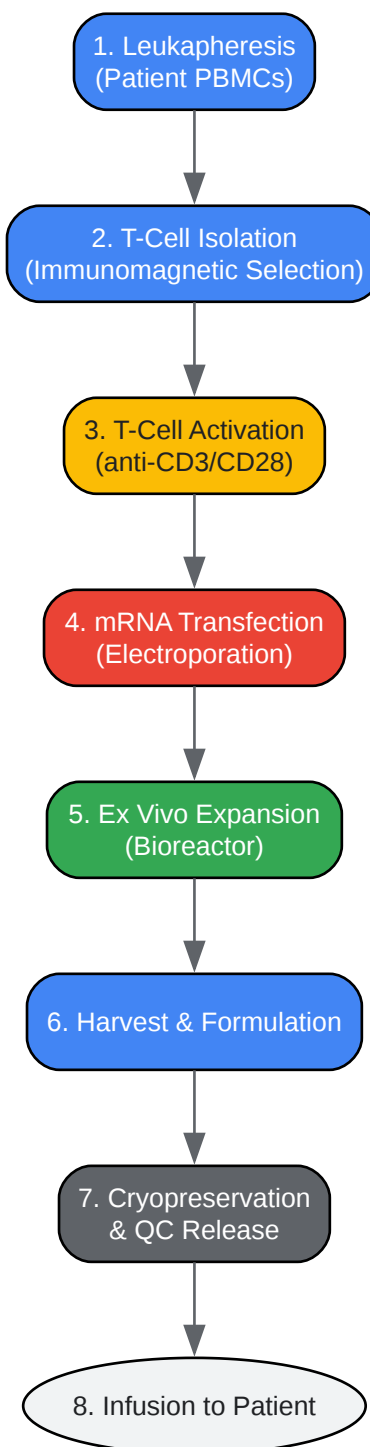 1. Leukapheresis
(Patient PBMCs)
2. T-Cell Isolation
(Immunomagnetic Selection)
3. T-Cell Activation
(anti-CD3/CD28)
4. mRNA Transfection
(Electroporation)
5. Ex Vivo Expansion
(Bioreactor)
6. Harvest & Formulation
7. Cryopreservation
& QC Release
8. Infusion to Patient